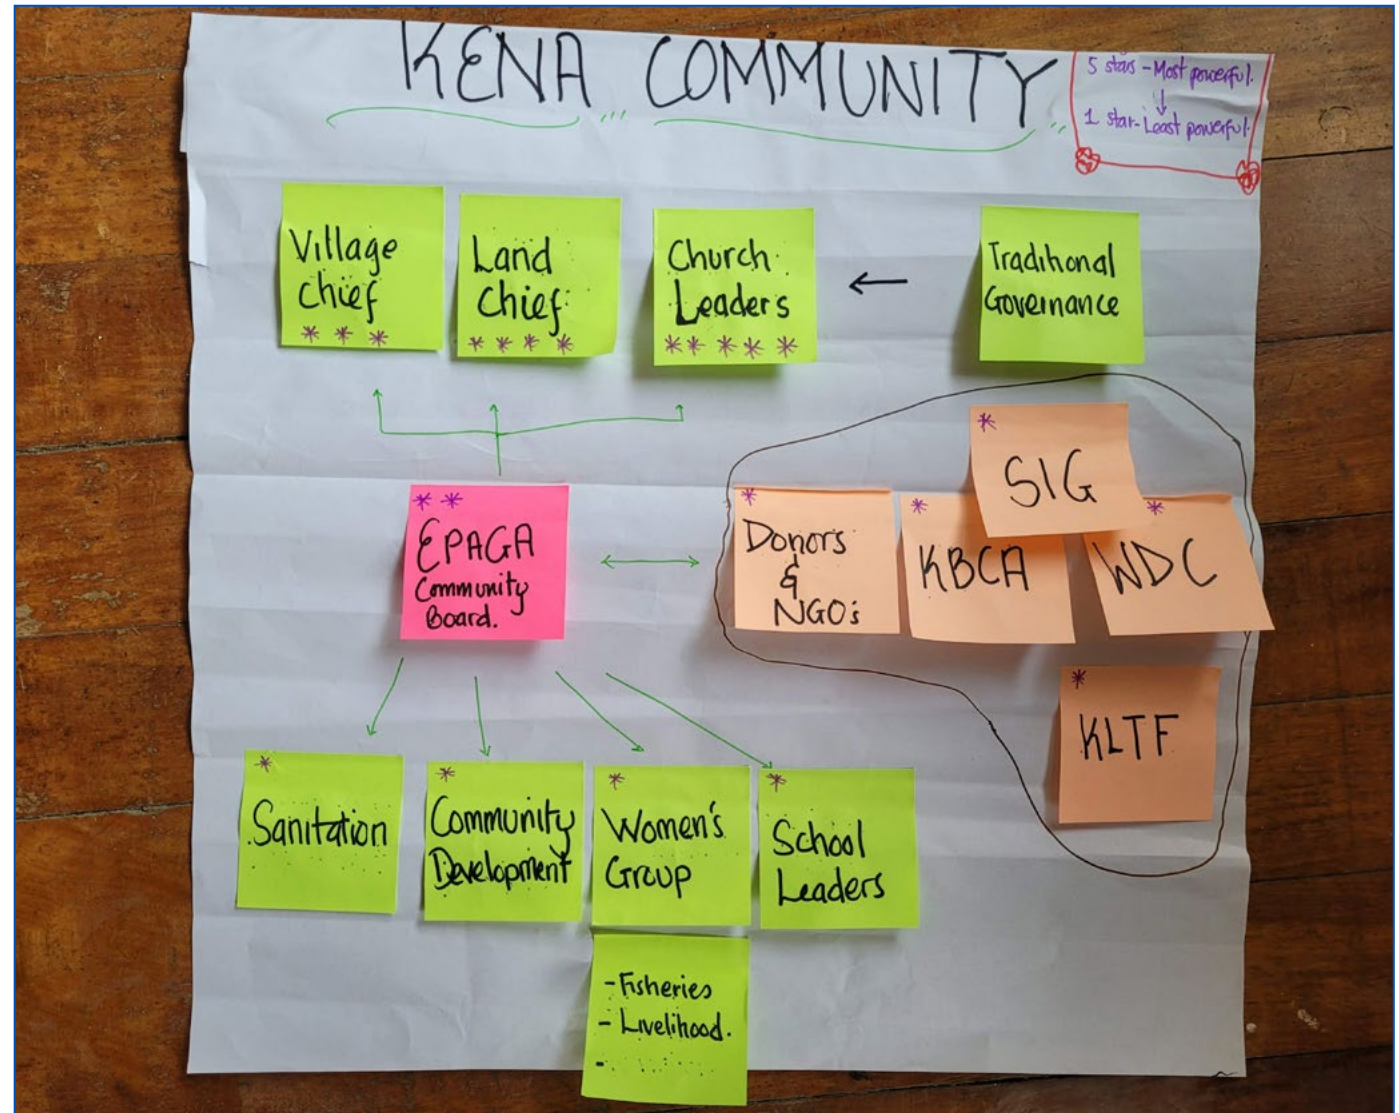 KENA COMMUNITY
5 stars - Most powerful.
1 star - Least powerful.
Village
Chief
* * *
Land
Chief
* * * *
Church
Leaders
* * * * *
Traditional
Governance
*
SIG
* *
EPAGA
Community
Board.
*
Donors
&
NGO's
*
KBCA
*
WDC
*
KLTF
*
Sanitation
*
Community
Development
*
Women's
Group
*
School
Leaders
- Fisheries
- Livelihood.
-